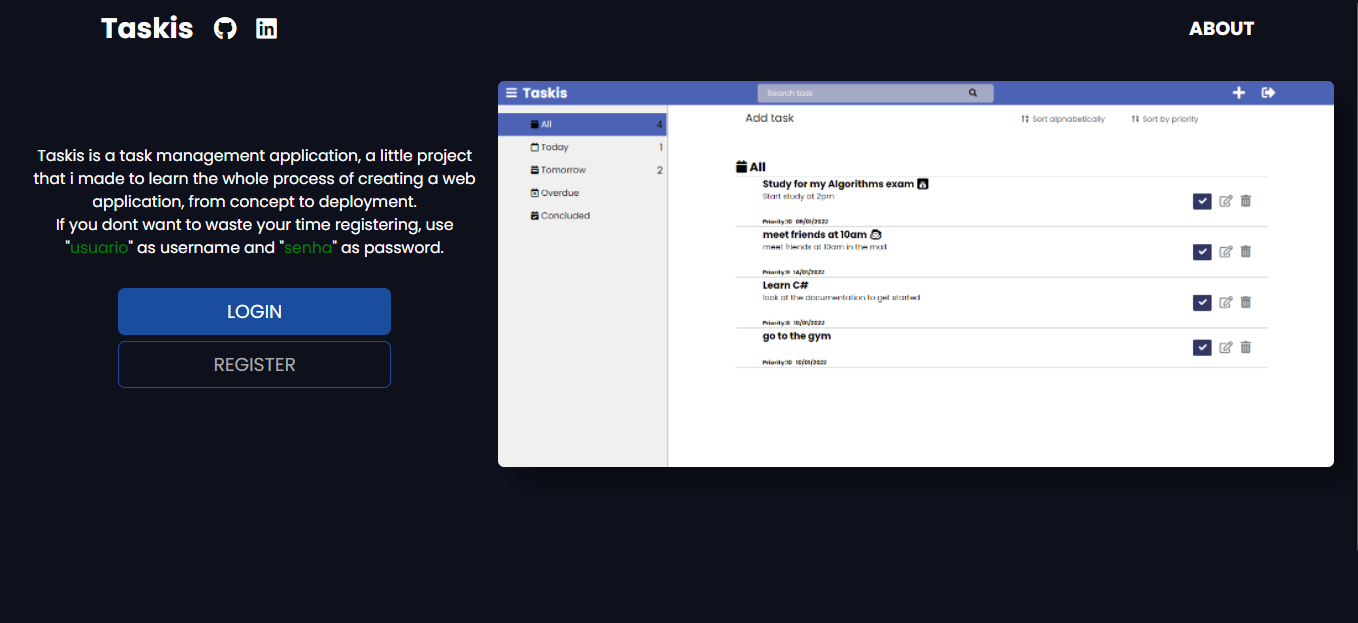 Taskis
ABOUT
Taskis is a task management application, a little project
that i made to learn the whole process of creating a web
application, from concept to deployment.
If you dont want to waste your time registering, use
"usuario" as username and "senha" as password.
LOGIN
REGISTER
Taskis
Search task
All 4
Today 1
Tomorrow 2
Overdue
Concluded
Add task
Sort alphabetically
Sort by priority
All
Study for my Algorithms exam
Start study at 2pm
Priority:10 09/01/2022
meet friends at 10am
meet friends at 10am in the mall
Priority:9 14/01/2022
Learn C#
look at the documentation to get started
Priority:8 10/01/2022
go to the gym
Priority:10 10/01/2022